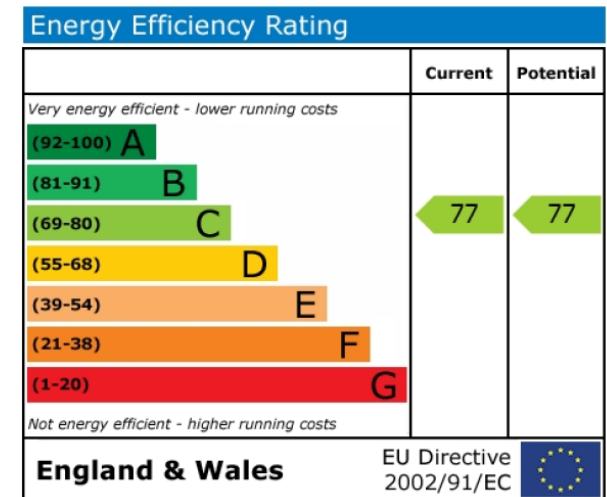 Energy Efficiency Rating
Current Potential
Very energy efficient - lower running costs
(92-100) A
(81-91) B
(69-80) C 77 77
(55-68) D
(39-54) E
(21-38) F
(1-20) G
Not energy efficient - higher running costs
England & Wales
EU Directive
2002/91/EC